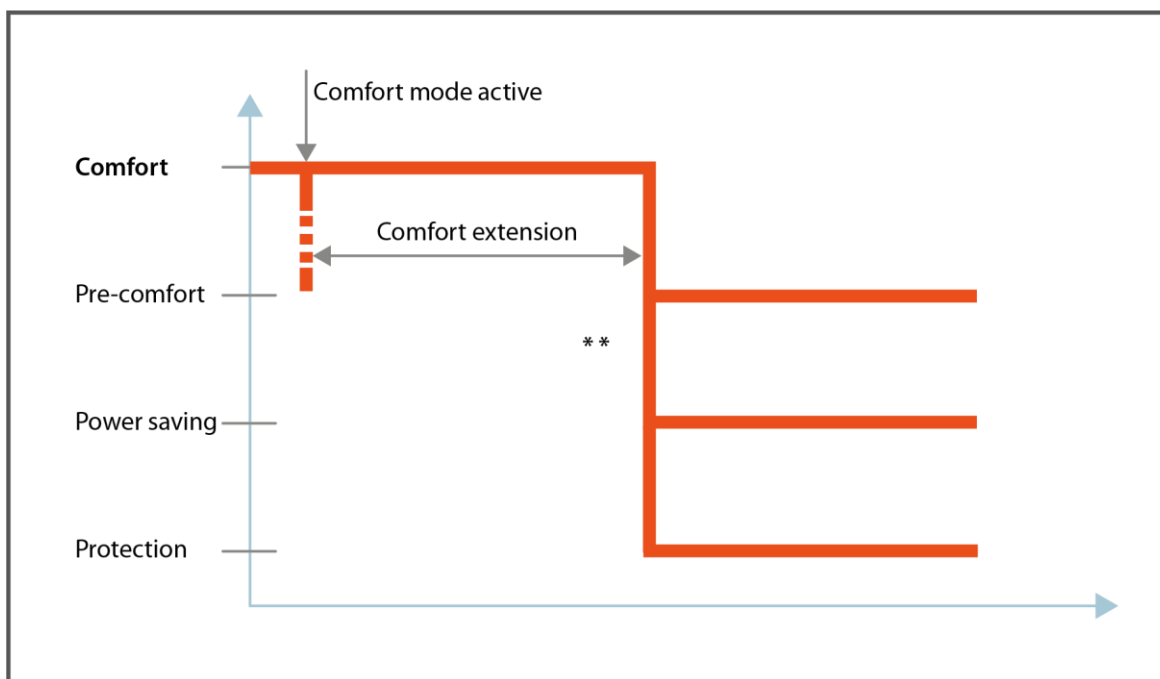 Comfort mode active
Comfort
Comfort extension
Pre-comfort
**
Power saving
Protection